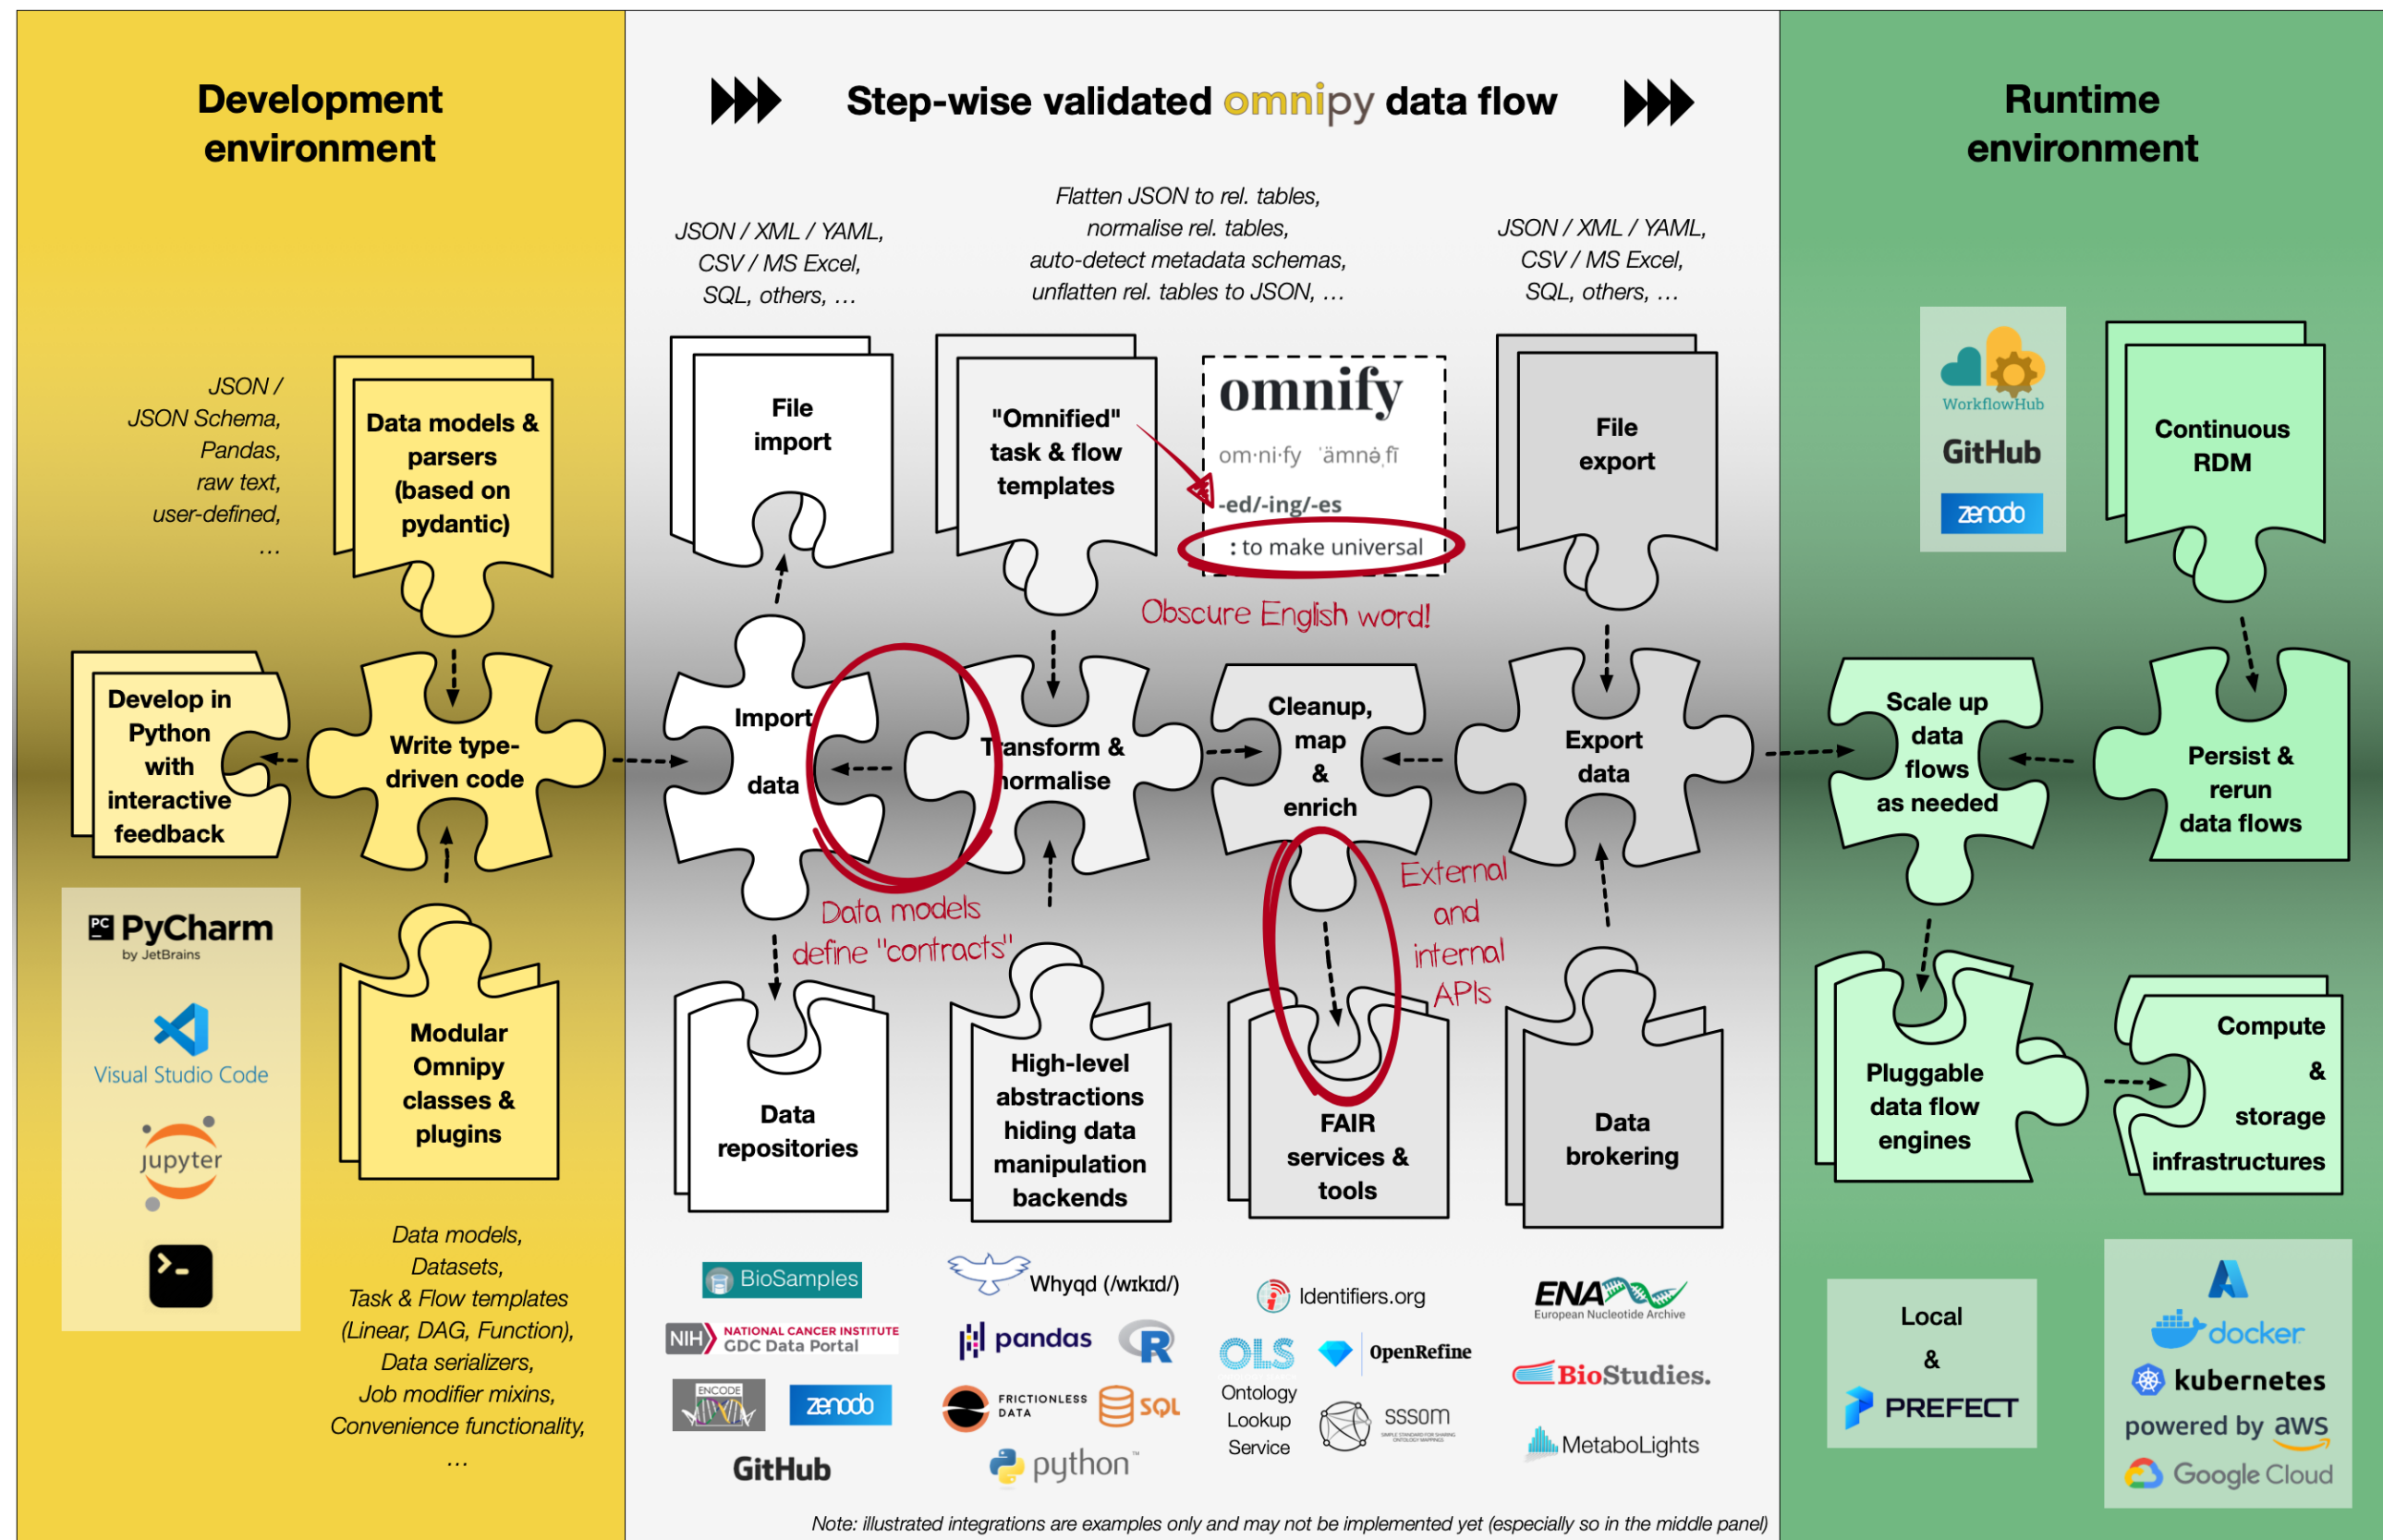 Development
environment
JSON /
JSON Schema,
Pandas,
raw text,
user-defined,
...
Data models &
parsers
(based on
pydantic)
Develop in
Python
with
interactive
feedback
Write type-
driven code
PC
PyCharm
by JetBrains
Visual Studio Code
jupyter
>-
Modular
Omnipy
classes &
plugins
Data models,
Datasets,
Task & Flow templates
(Linear, DAG, Function),
Data serializers,
Job modifier mixins,
Convenience functionality,
...
Step-wise validated omnipy data flow
JSON / XML / YAML,
CSV / MS Excel,
SQL, others, ...
Flatten JSON to rel. tables,
normalise rel. tables,
auto-detect metadata schemas,
unflatten rel. tables to JSON, ...
JSON / XML / YAML,
CSV / MS Excel,
SQL, others, ...
File
import
"Omnified"
task & flow
templates
omnify
om·ni·fy ˈämnə̇ˌfī
-ed/-ing/-es
: to make universal
Obscure English word!
File
export
Import
data
Transform &
normalise
Cleanup,
map
&
enrich
Export
data
Data models
define "contracts"
External
and
internal
APIs
Data
repositories
High-level
abstractions
hiding data
manipulation
backends
FAIR
services &
tools
Data
brokering
BioSamples
NIH NATIONAL CANCER INSTITUTE
GDC Data Portal
ENCODE
zenodo
GitHub
Whyqd (/wɪkɪd/)
pandas
R
FRICTIONLESS
DATA
SQL
python™
Identifiers.org
OLS
Ontology
Lookup
Service
OpenRefine
sssom
SIMPLE STANDARD FOR SHARING
ONTOLOGY MAPPINGS
ENA
European Nucleotide Archive
BioStudies.
MetaboLights
Note: illustrated integrations are examples only and may not be implemented yet (especially so in the middle panel)
Runtime
environment
WorkflowHub
GitHub
zenodo
Continuous
RDM
Scale up
data
flows
as needed
Persist &
rerun
data flows
Pluggable
data flow
engines
Compute
&
storage
infrastructures
Local
&
PREFECT
docker
kubernetes
powered by aws
Google Cloud